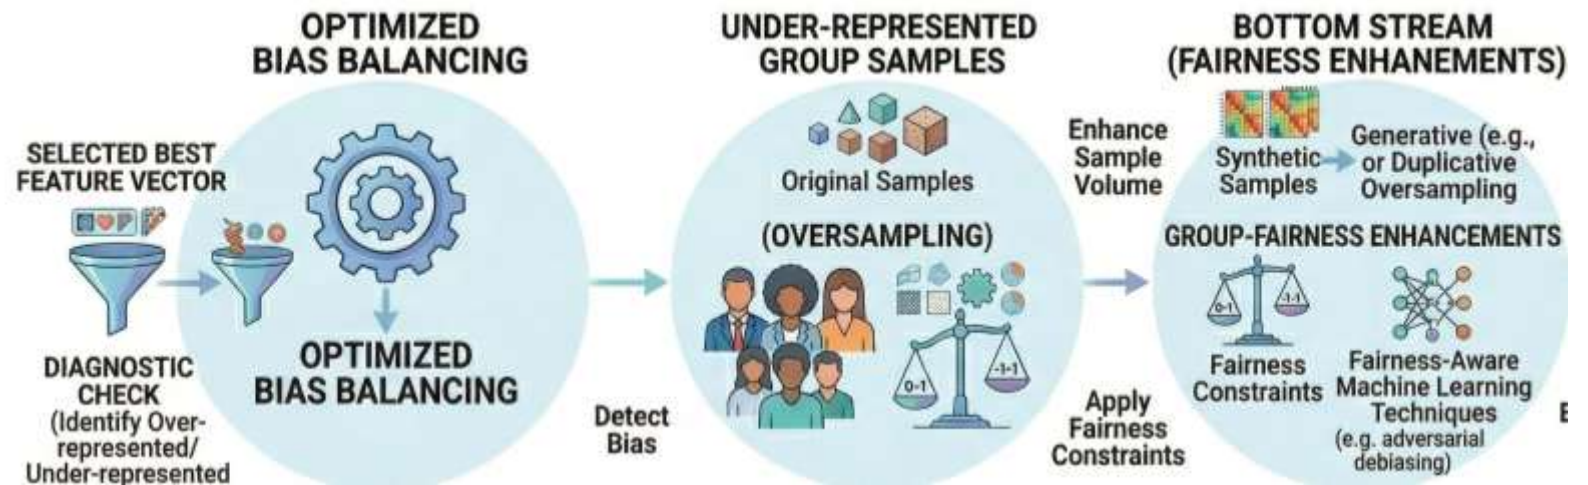 OPTIMIZED
BIAS BALANCING
SELECTED BEST
FEATURE VECTOR
DIAGNOSTIC
CHECK
(Identify Over-
represented/
Under-represented
OPTIMIZED
BIAS BALANCING
Detect
Bias
UNDER-REPRESENTED
GROUP SAMPLES
Original Samples
(OVERSAMPLING)
0-1
-1-1
Enhance
Sample
Volume
Apply
Fairness
Constraints
BOTTOM STREAM
(FAIRNESS ENHANEMENTS)
Synthetic
Samples
Generative (e.g.,
or Duplicative
Oversampling
GROUP-FAIRNESS ENHANCEMENTS
0-1
-1-1
Fairness
Constraints
Fairness-Aware
Machine Learning
Techniques
(e.g. adversarial
debiasing)